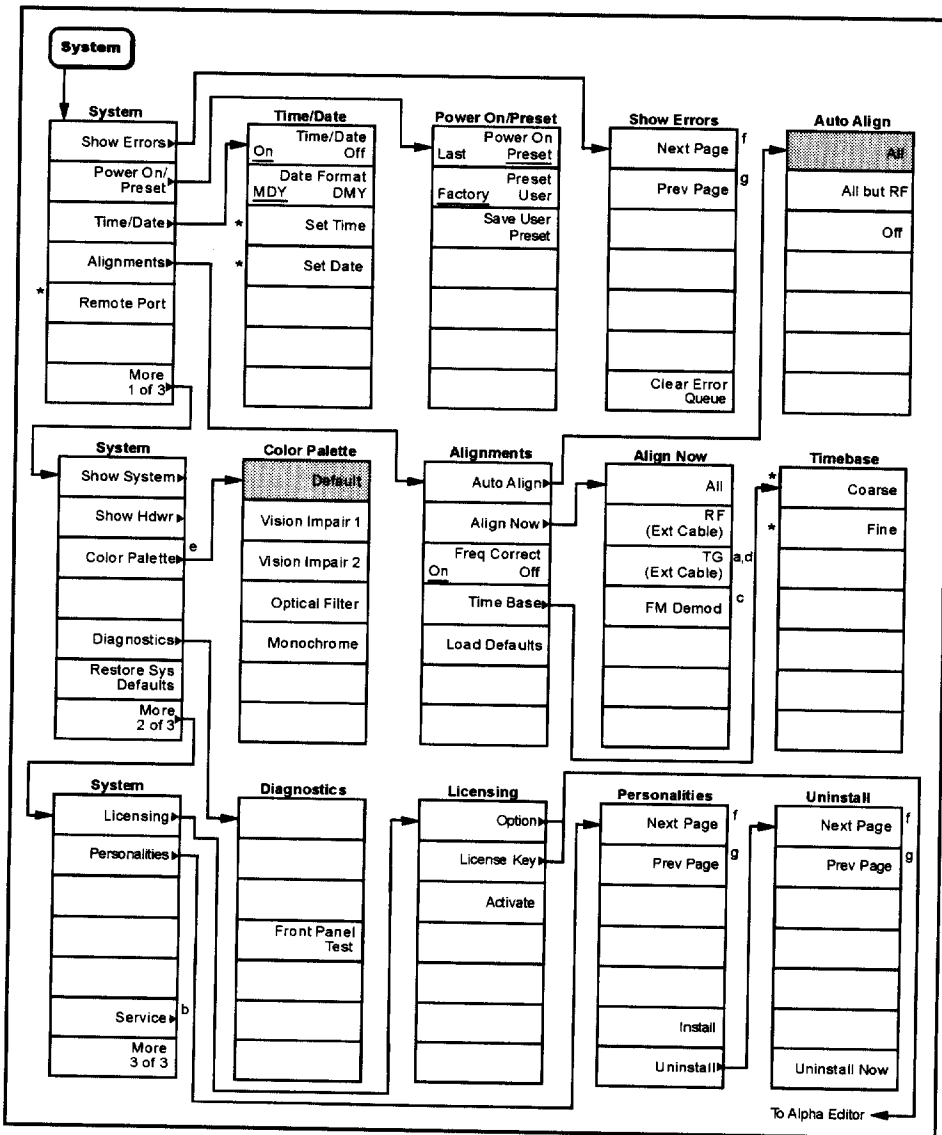 System
System
Show Errors
Power On/
Preset
Time/Date
Alignments
*
Remote Port
More
1 of 3
Time/Date
Time/Date
On Off
Date Format
MDY DMY
* Set Time
* Set Date
Power On/Preset
Power On
Last Preset
Preset
Factory User
Save User
Preset
Show Errors
Next Page f
Prev Page g
Clear Error
Queue
Auto Align
All
All but RF
Off
System
Show System
Show Hdwr
Color Palette e
Diagnostics
Restore Sys
Defaults
More
2 of 3
Color Palette
Default
Vision Impair 1
Vision Impair 2
Optical Filter
Monochrome
Alignments
Auto Align
Align Now
Freq Correct
On Off
Time Base
Load Defaults
Align Now
All
RF
(Ext Cable)
TG a,d
(Ext Cable)
FM Demod c
Timebase
* Coarse
* Fine
System
Licensing
Personalities
Service b
More
3 of 3
Diagnostics
Front Panel
Test
Licensing
Option
License Key
Activate
Personalities
Next Page f
Prev Page g
Install
Uninstall
Uninstall
Next Page f
Prev Page g
Uninstall Now
To Alpha Editor